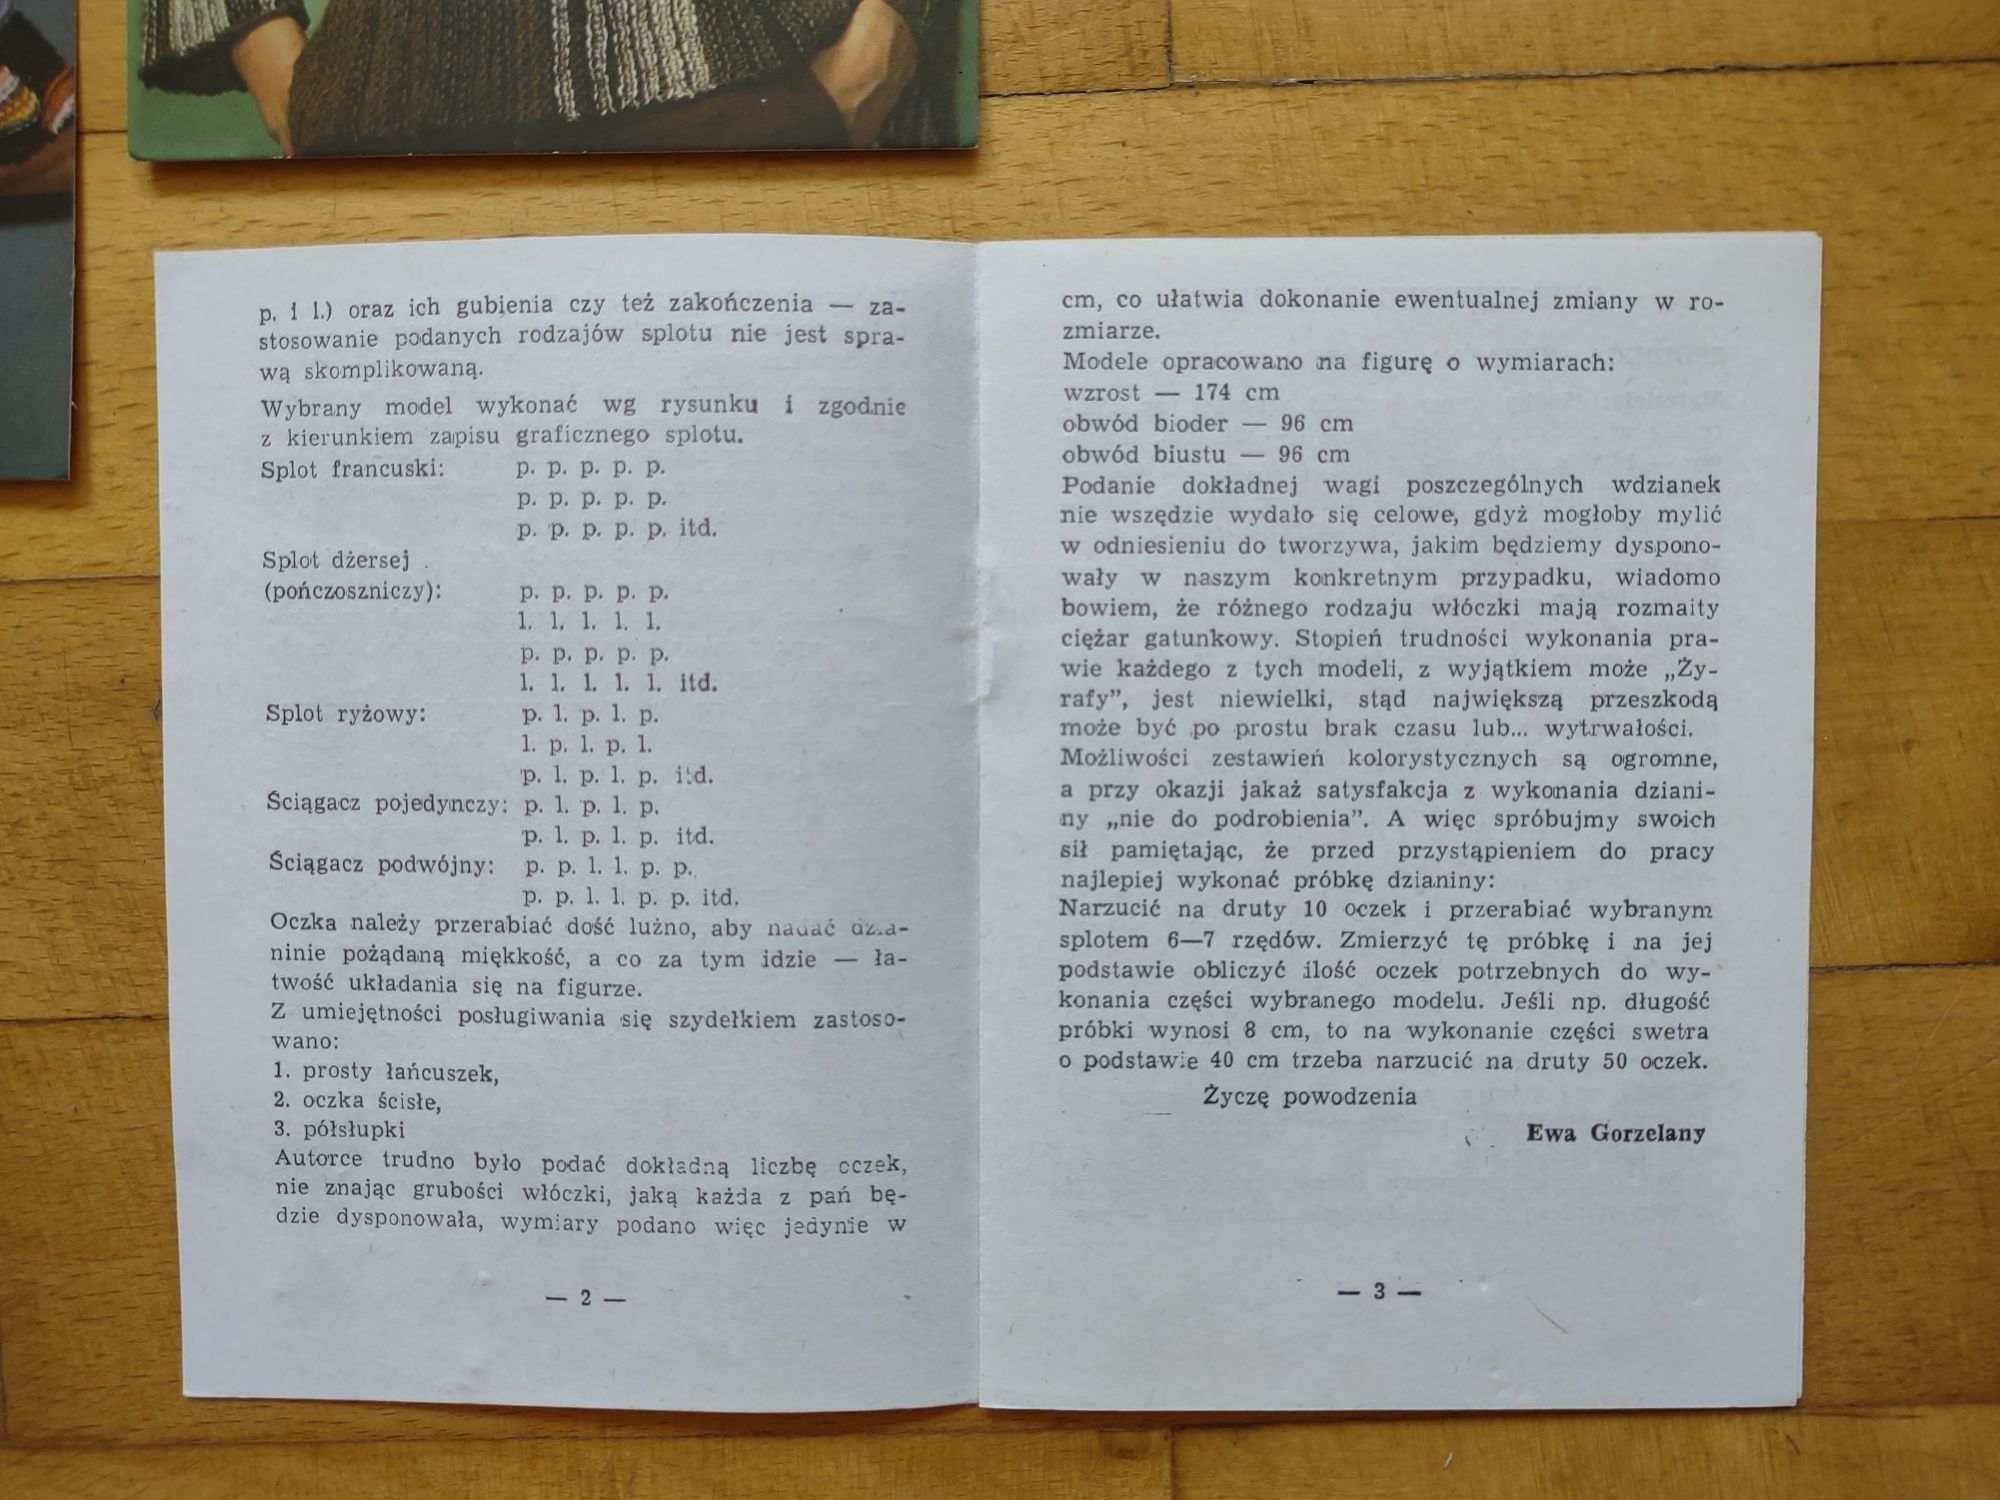 p. i l.) oraz ich gubienia czy też zakończenia — za-
stosowanie podanych rodzajów splotu nie jest spra-
wą skomplikowaną.
Wybrany model wykonać wg rysunku i zgodnie
z kierunkiem zapisu graficznego splotu.
Splot francuski: p. p. p. p. p.
p. p. p. p. p.
p. p. p. p. p. itd.
Splot dżersej
(pończoszniczy): p. p. p. p. p.
l. l. l. l. l.
p. p. p. p. p.
l. l. l. l. l. itd.
Splot ryżowy: p. l. p. l. p.
l. p. l. p. l.
p. l. p. l. p. itd.
Ściągacz pojedynczy: p. l. p. l. p.
p. l. p. l. p. itd.
Ściągacz podwójny: p. p. l. l. p. p.
p. p. l. l. p. p. itd.
Oczka należy przerabiać dość luźno, aby nadać dzia-
ninie pożądaną miękkość, a co za tym idzie — ła-
twość układania się na figurze.
Z umiejętności posługiwania się szydełkiem zastoso-
wano:
1. prosty łańcuszek,
2. oczka ścisłe,
3. półsłupki
Autorce trudno było podać dokładną liczbę oczek,
nie znając grubości włóczki, jaką każda z pań bę-
dzie dysponowała, wymiary podano więc jedynie w
— 2 —
cm, co ułatwia dokonanie ewentualnej zmiany w ro-
zmiarze.
Modele opracowano na figurę o wymiarach:
wzrost — 174 cm
obwód bioder — 96 cm
obwód biustu — 96 cm
Podanie dokładnej wagi poszczególnych wdzianek
nie wszędzie wydało się celowe, gdyż mogłoby mylić
w odniesieniu do tworzywa, jakim będziemy dyspono-
wały w naszym konkretnym przypadku, wiadomo
bowiem, że różnego rodzaju włóczki mają rozmaity
ciężar gatunkowy. Stopień trudności wykonania pra-
wie każdego z tych modeli, z wyjątkiem może „Ży-
rafy”, jest niewielki, stąd największą przeszkodą
może być po prostu brak czasu lub... wytrwałości.
Możliwości zestawień kolorystycznych są ogromne,
a przy okazji jakaż satysfakcja z wykonania dziani-
ny „nie do podrobienia”. A więc spróbujmy swoich
sił pamiętając, że przed przystąpieniem do pracy
najlepiej wykonać próbkę dzianiny:
Narzucić na druty 10 oczek i przerabiać wybranym
splotem 6—7 rzędów. Zmierzyć tę próbkę i na jej
podstawie obliczyć ilość oczek potrzebnych do wy-
konania części wybranego modelu. Jeśli np. długość
próbki wynosi 8 cm, to na wykonanie części swetra
o podstawie 40 cm trzeba narzucić na druty 50 oczek.
Życzę powodzenia
Ewa Gorzelany
— 3 —